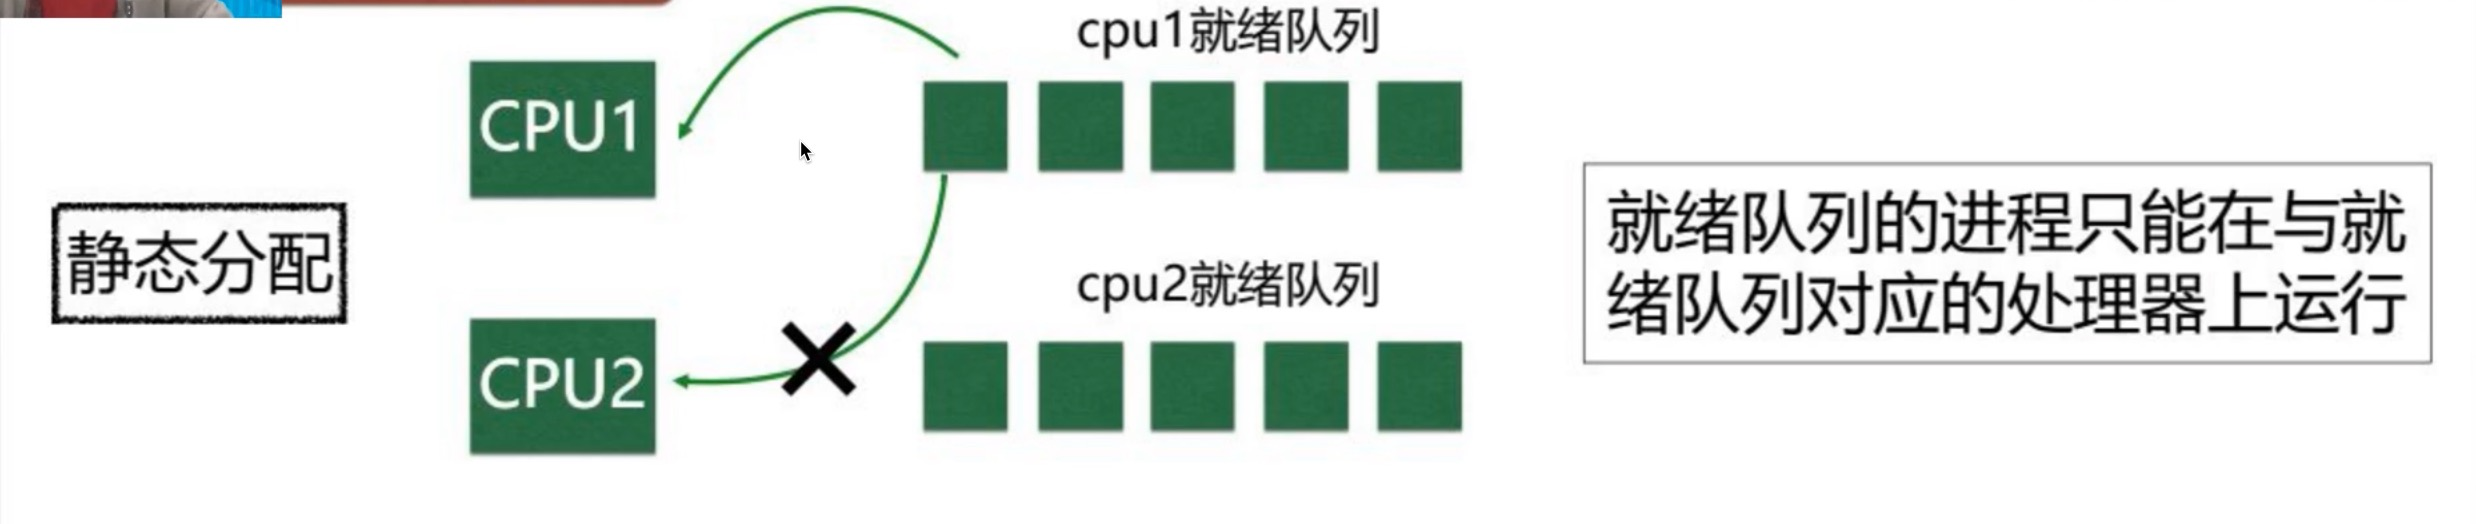 cpu1就绪队列
CPU1
静态分配
cpu2就绪队列
CPU2
就绪队列的进程只能在与就
绪队列对应的处理器上运行